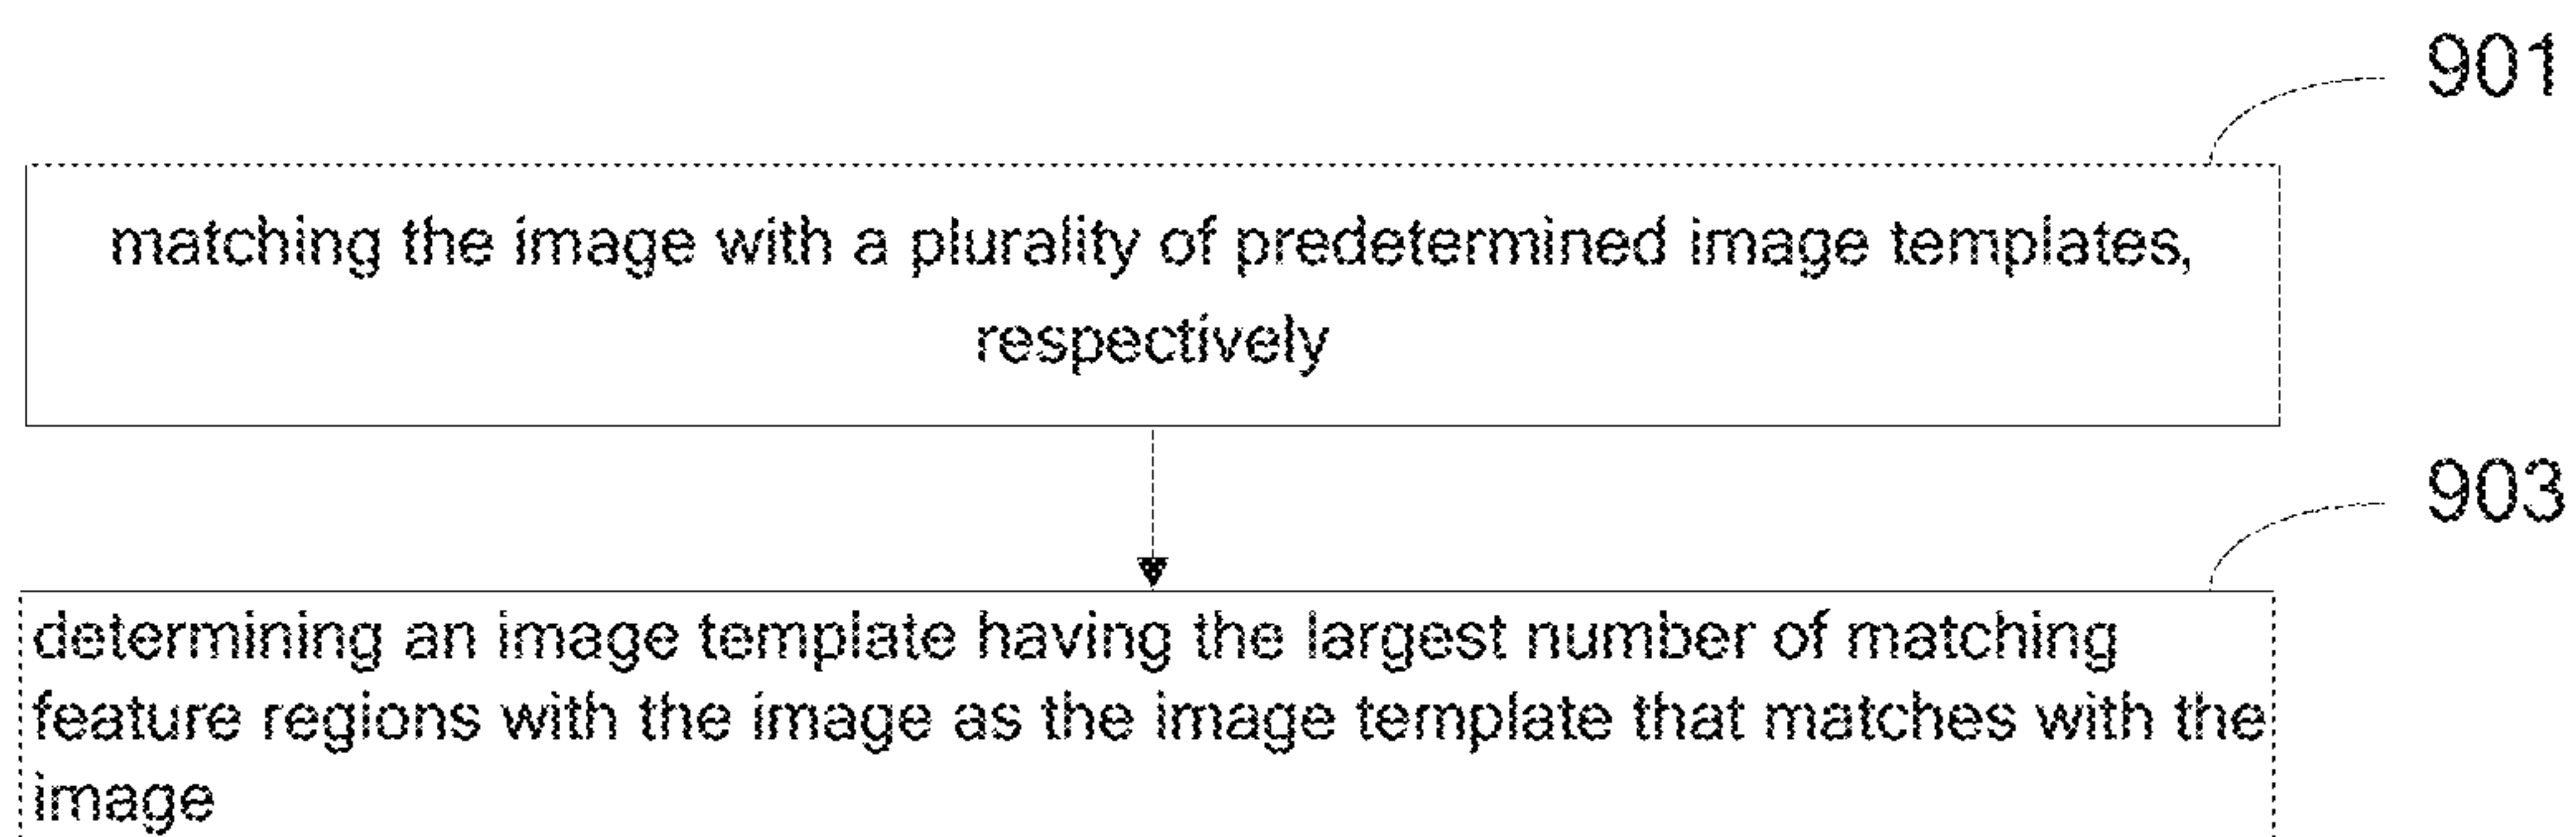 901
matching the image with a plurality of predetermined image templates,
respectively
903
determining an image template having the largest number of matching
feature regions with the image as the image template that matches with the
image